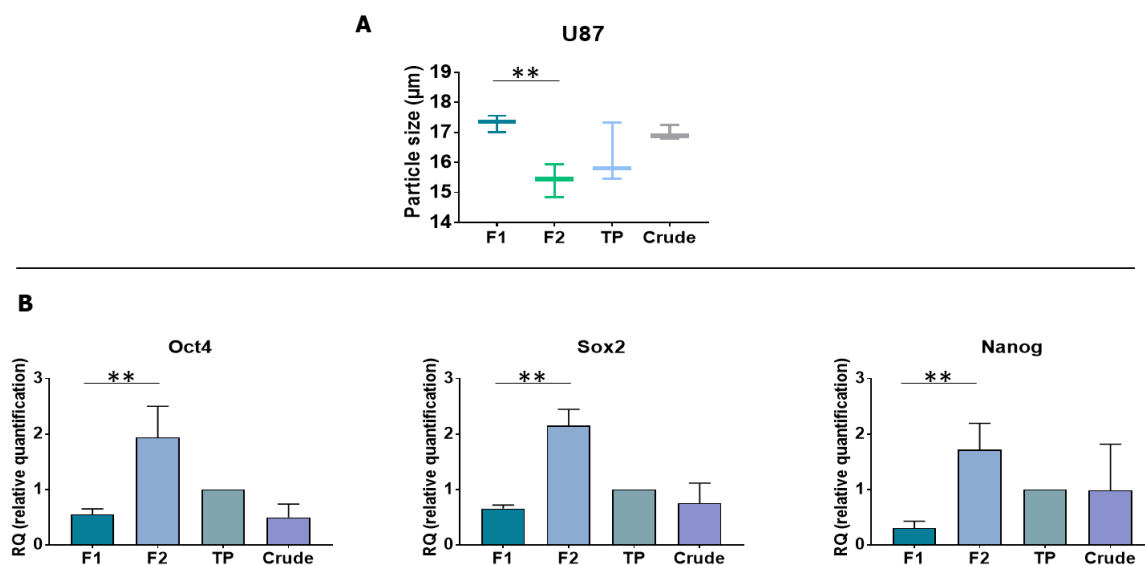 A
U87
Particle size (µm)
19
18
17
16
15
14
**
F1 F2 TP Crude
B
Oct4
RQ (relative quantification)
3
2
1
0
**
F1 F2 TP Crude
Sox2
RQ (relative quantification)
3
2
1
0
**
F1 F2 TP Crude
Nanog
RQ (relative quantification)
3
2
1
0
**
F1 F2 TP Crude